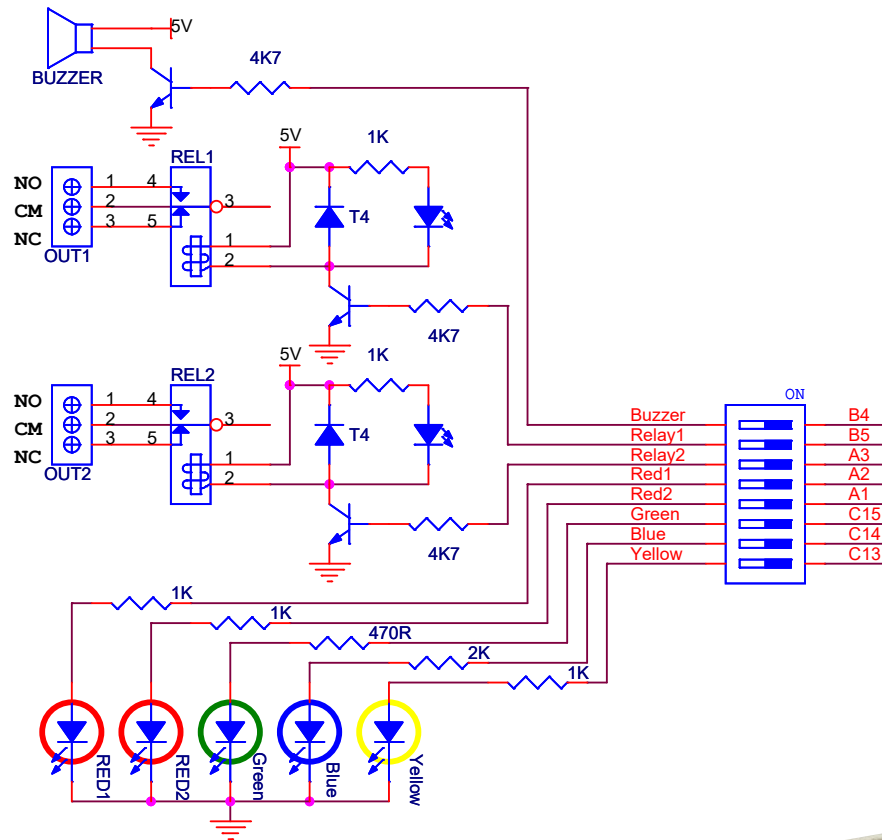 5V
BUZZER
4K7
REL1
5V
1K
NO
CM
NC
1
2
3
4
5
3
1
2
T4
OUT1
4K7
REL2
5V
1K
NO
CM
NC
1
2
3
4
5
3
1
2
T4
OUT2
4K7
ON
Buzzer
B4
Relay1
B5
Relay2
A3
Red1
A2
Red2
A1
Green
C15
Blue
C14
Yellow
C13
1K
1K
470R
2K
1K
RED1
RED2
Green
Blue
Yellow